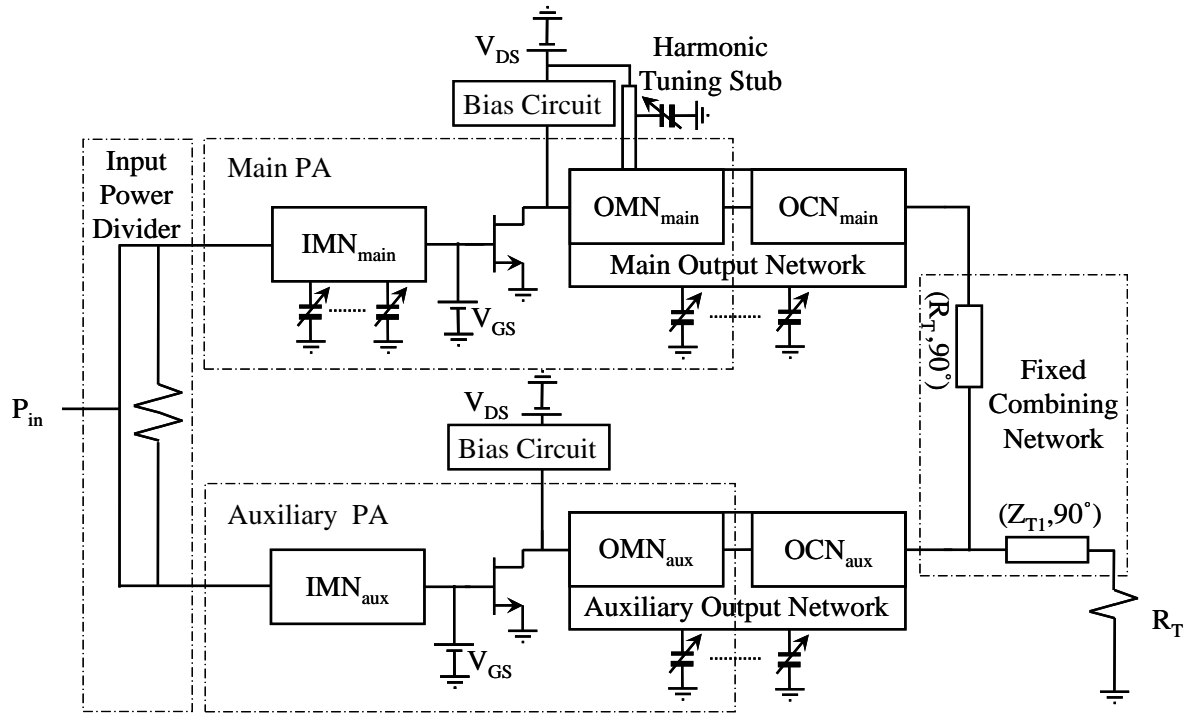 V_DS
Harmonic
Tuning Stub
Bias Circuit
Input
Power
Divider
Main PA
IMN_main
OMN_main
OCN_main
Main Output Network
V_GS
(R_T,90°)
Fixed
Combining
Network
P_in
V_DS
Bias Circuit
Auxiliary PA
IMN_aux
OMN_aux
OCN_aux
Auxiliary Output Network
(Z_T1,90°)
V_GS
R_T